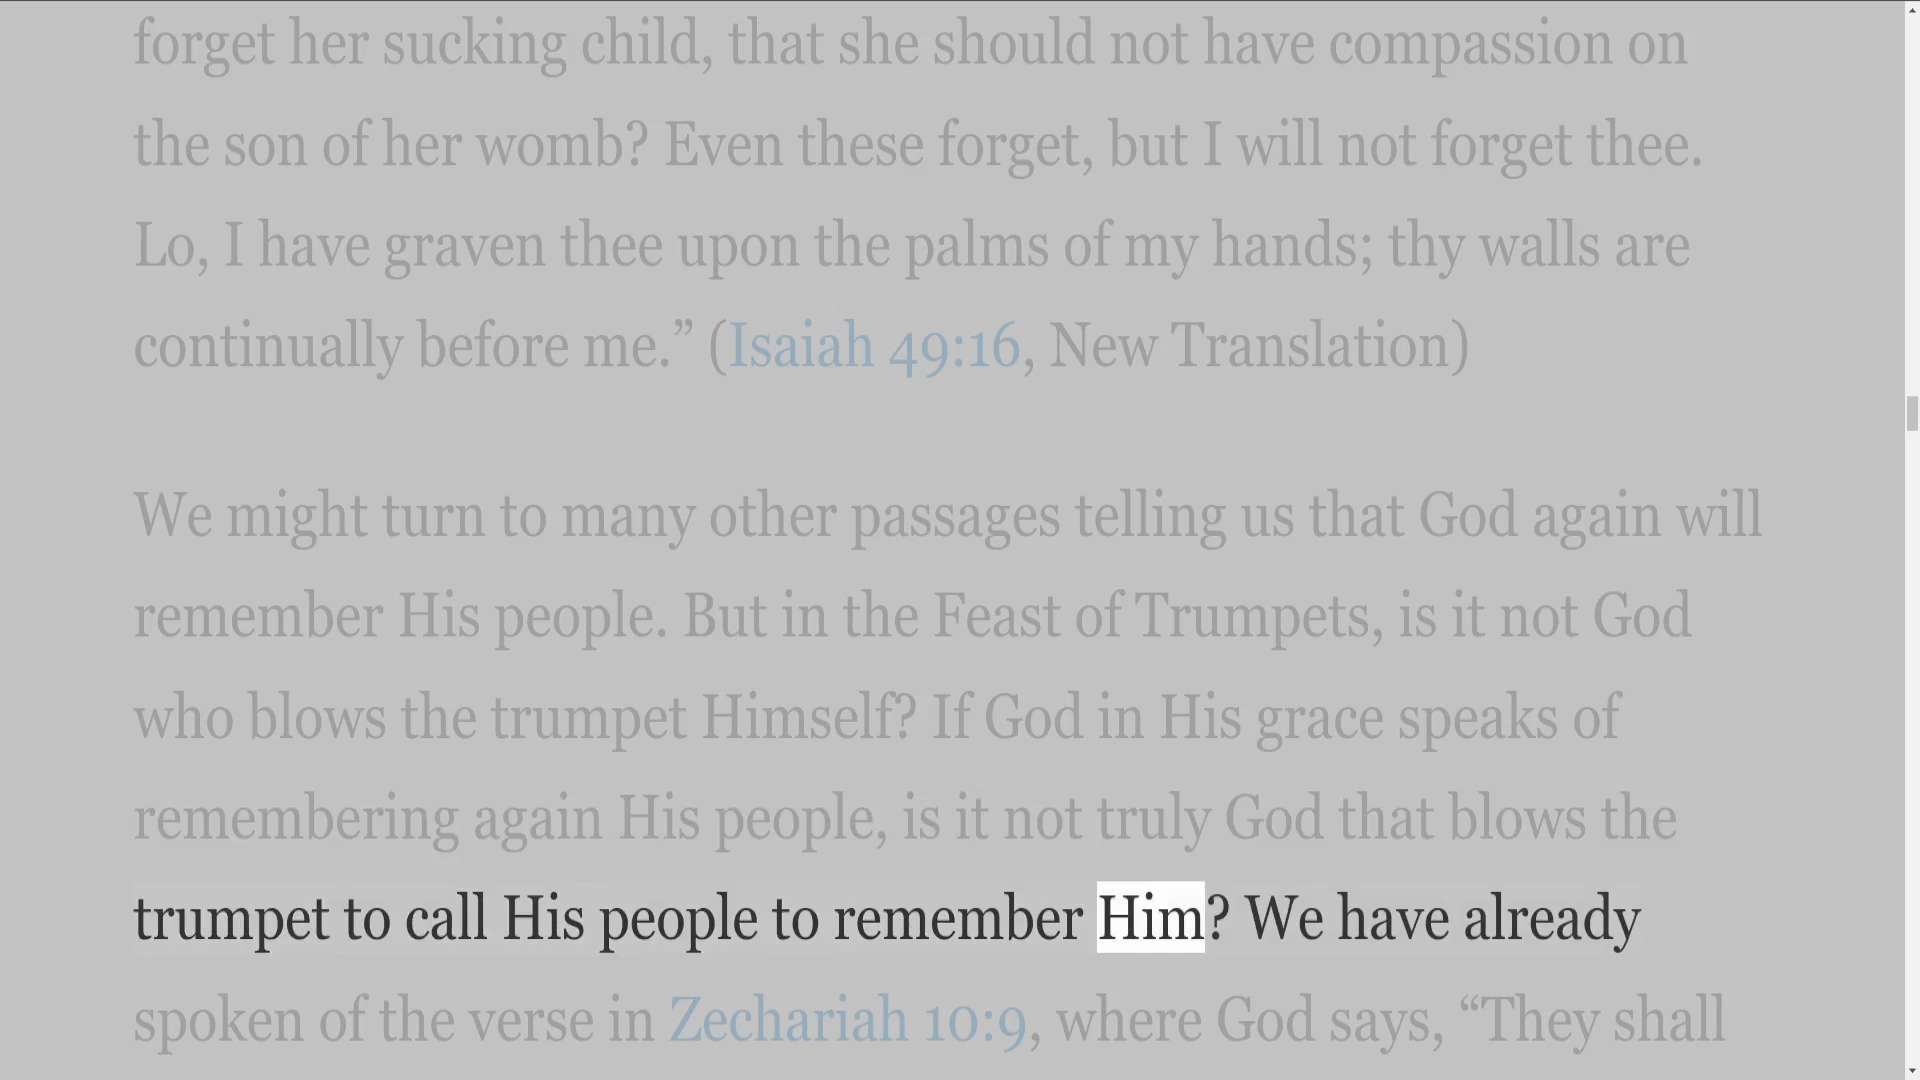 forget her sucking child, that she should not have compassion on
the son of her womb? Even these forget, but I will not forget thee.
Lo, I have graven thee upon the palms of my hands; thy walls are
continually before me.” (Isaiah 49:16, New Translation)
We might turn to many other passages telling us that God again will
remember His people. But in the Feast of Trumpets, is it not God
who blows the trumpet Himself? If God in His grace speaks of
remembering again His people, is it not truly God that blows the
trumpet to call His people to remember Him? We have already
spoken of the verse in Zechariah 10:9, where God says, “They shall